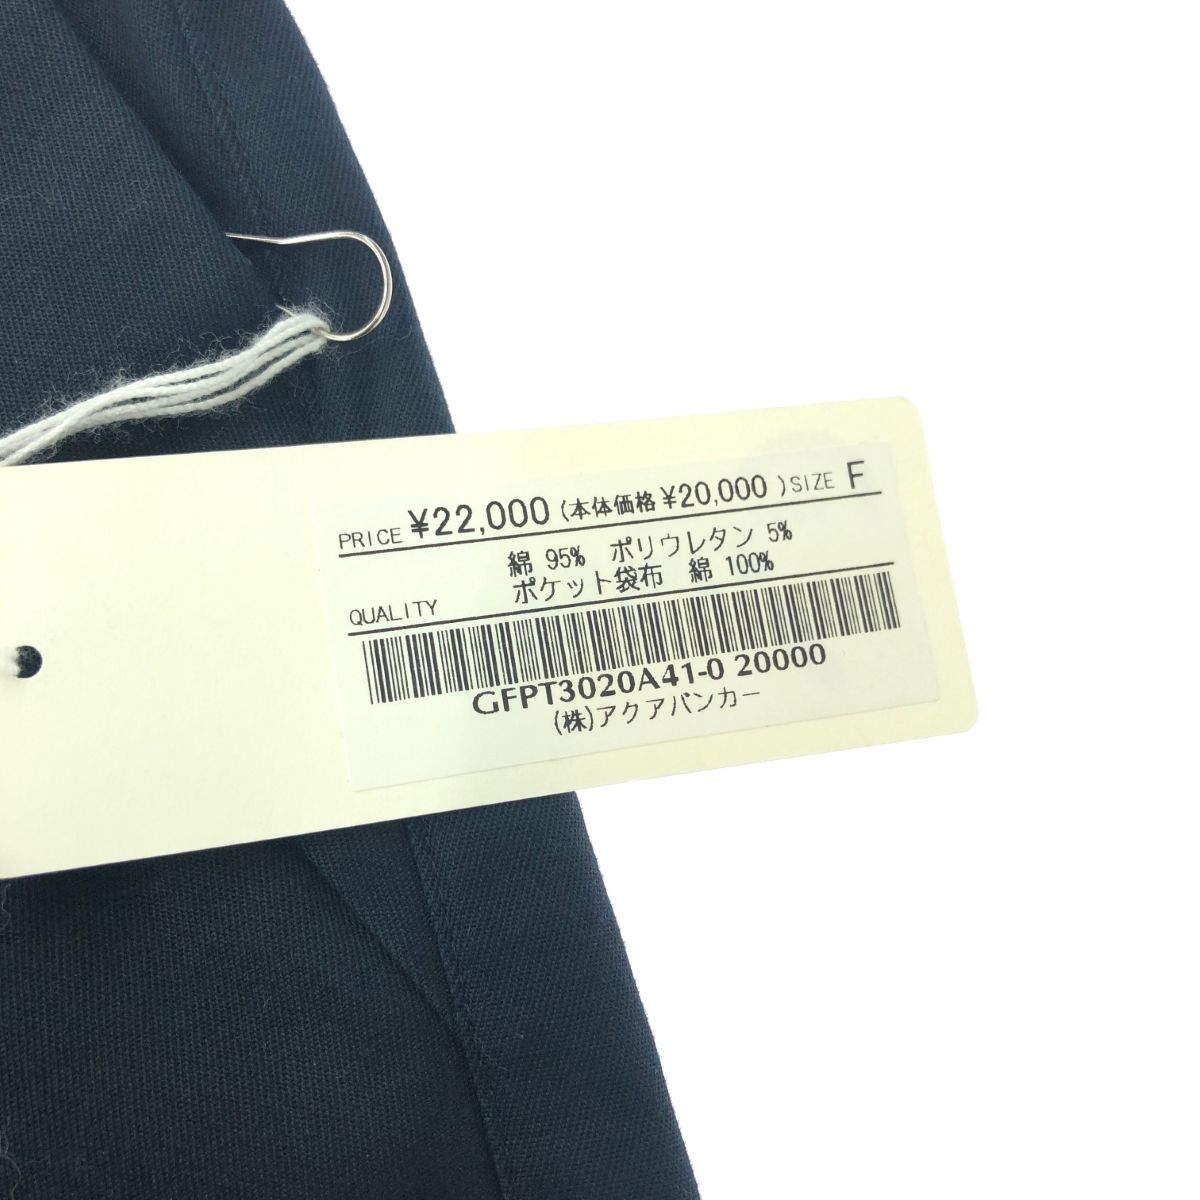 PRICE ¥22,000 (本体価格 ¥20,000 ) SIZE F
綿 95% ポリウレタン 5%
ポケット袋布 綿 100%
QUALITY
GFPT3020A41-0 20000
(株)アクアバンカー